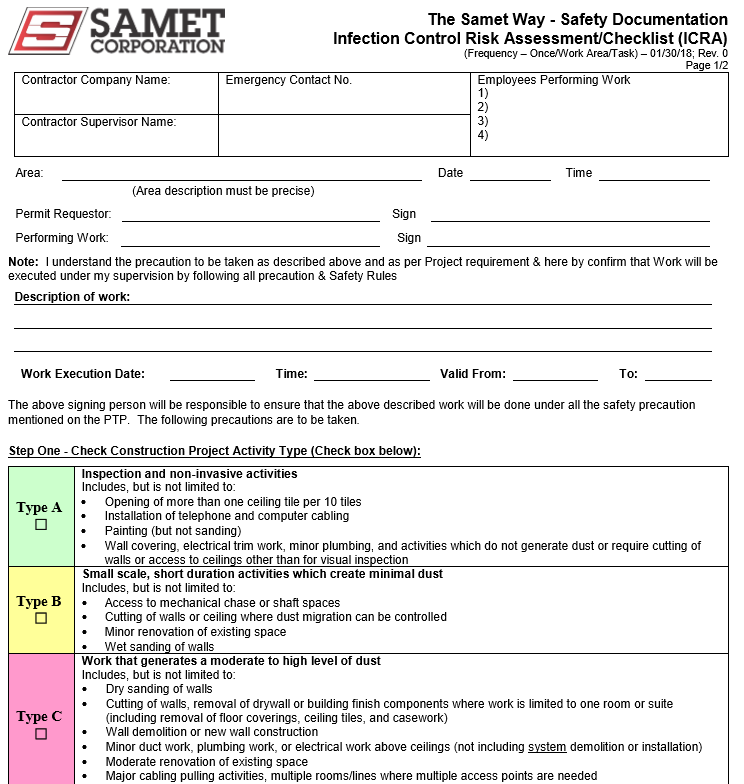 SAMET
CORPORATION
The Samet Way - Safety Documentation
Infection Control Risk Assessment/Checklist (ICRA)
(Frequency – Once/Work Area/Task) – 01/30/18; Rev. 0
Page 1/2
Contractor Company Name:
Emergency Contact No.
Employees Performing Work
1)
2)
3)
4)
Contractor Supervisor Name:
Area:
Date
Time
(Area description must be precise)
Permit Requestor:
Sign
Performing Work:
Sign
Note: I understand the precaution to be taken as described above and as per Project requirement & here by confirm that Work will be
executed under my supervision by following all precaution & Safety Rules
Description of work:
Work Execution Date:
Time:
Valid From:
To:
The above signing person will be responsible to ensure that the above described work will be done under all the safety precaution
mentioned on the PTP. The following precautions are to be taken.
Step One - Check Construction Project Activity Type (Check box below):
Type A
☐
Inspection and non-invasive activities
Includes, but is not limited to:
• Opening of more than one ceiling tile per 10 tiles
• Installation of telephone and computer cabling
• Painting (but not sanding)
• Wall covering, electrical trim work, minor plumbing, and activities which do not generate dust or require cutting of
walls or access to ceilings other than for visual inspection
Type B
☐
Small scale, short duration activities which create minimal dust
Includes, but is not limited to:
• Access to mechanical chase or shaft spaces
• Cutting of walls or ceiling where dust migration can be controlled
• Minor renovation of existing space
• Wet sanding of walls
Type C
☐
Work that generates a moderate to high level of dust
Includes, but is not limited to:
• Dry sanding of walls
• Cutting of walls, removal of drywall or building finish components where work is limited to one room or suite
(including removal of floor coverings, ceiling tiles, and casework)
• Wall demolition or new wall construction
• Minor duct work, plumbing work, or electrical work above ceilings (not including system demolition or installation)
• Moderate renovation of existing space
• Major cabling pulling activities, multiple rooms/lines where multiple access points are needed